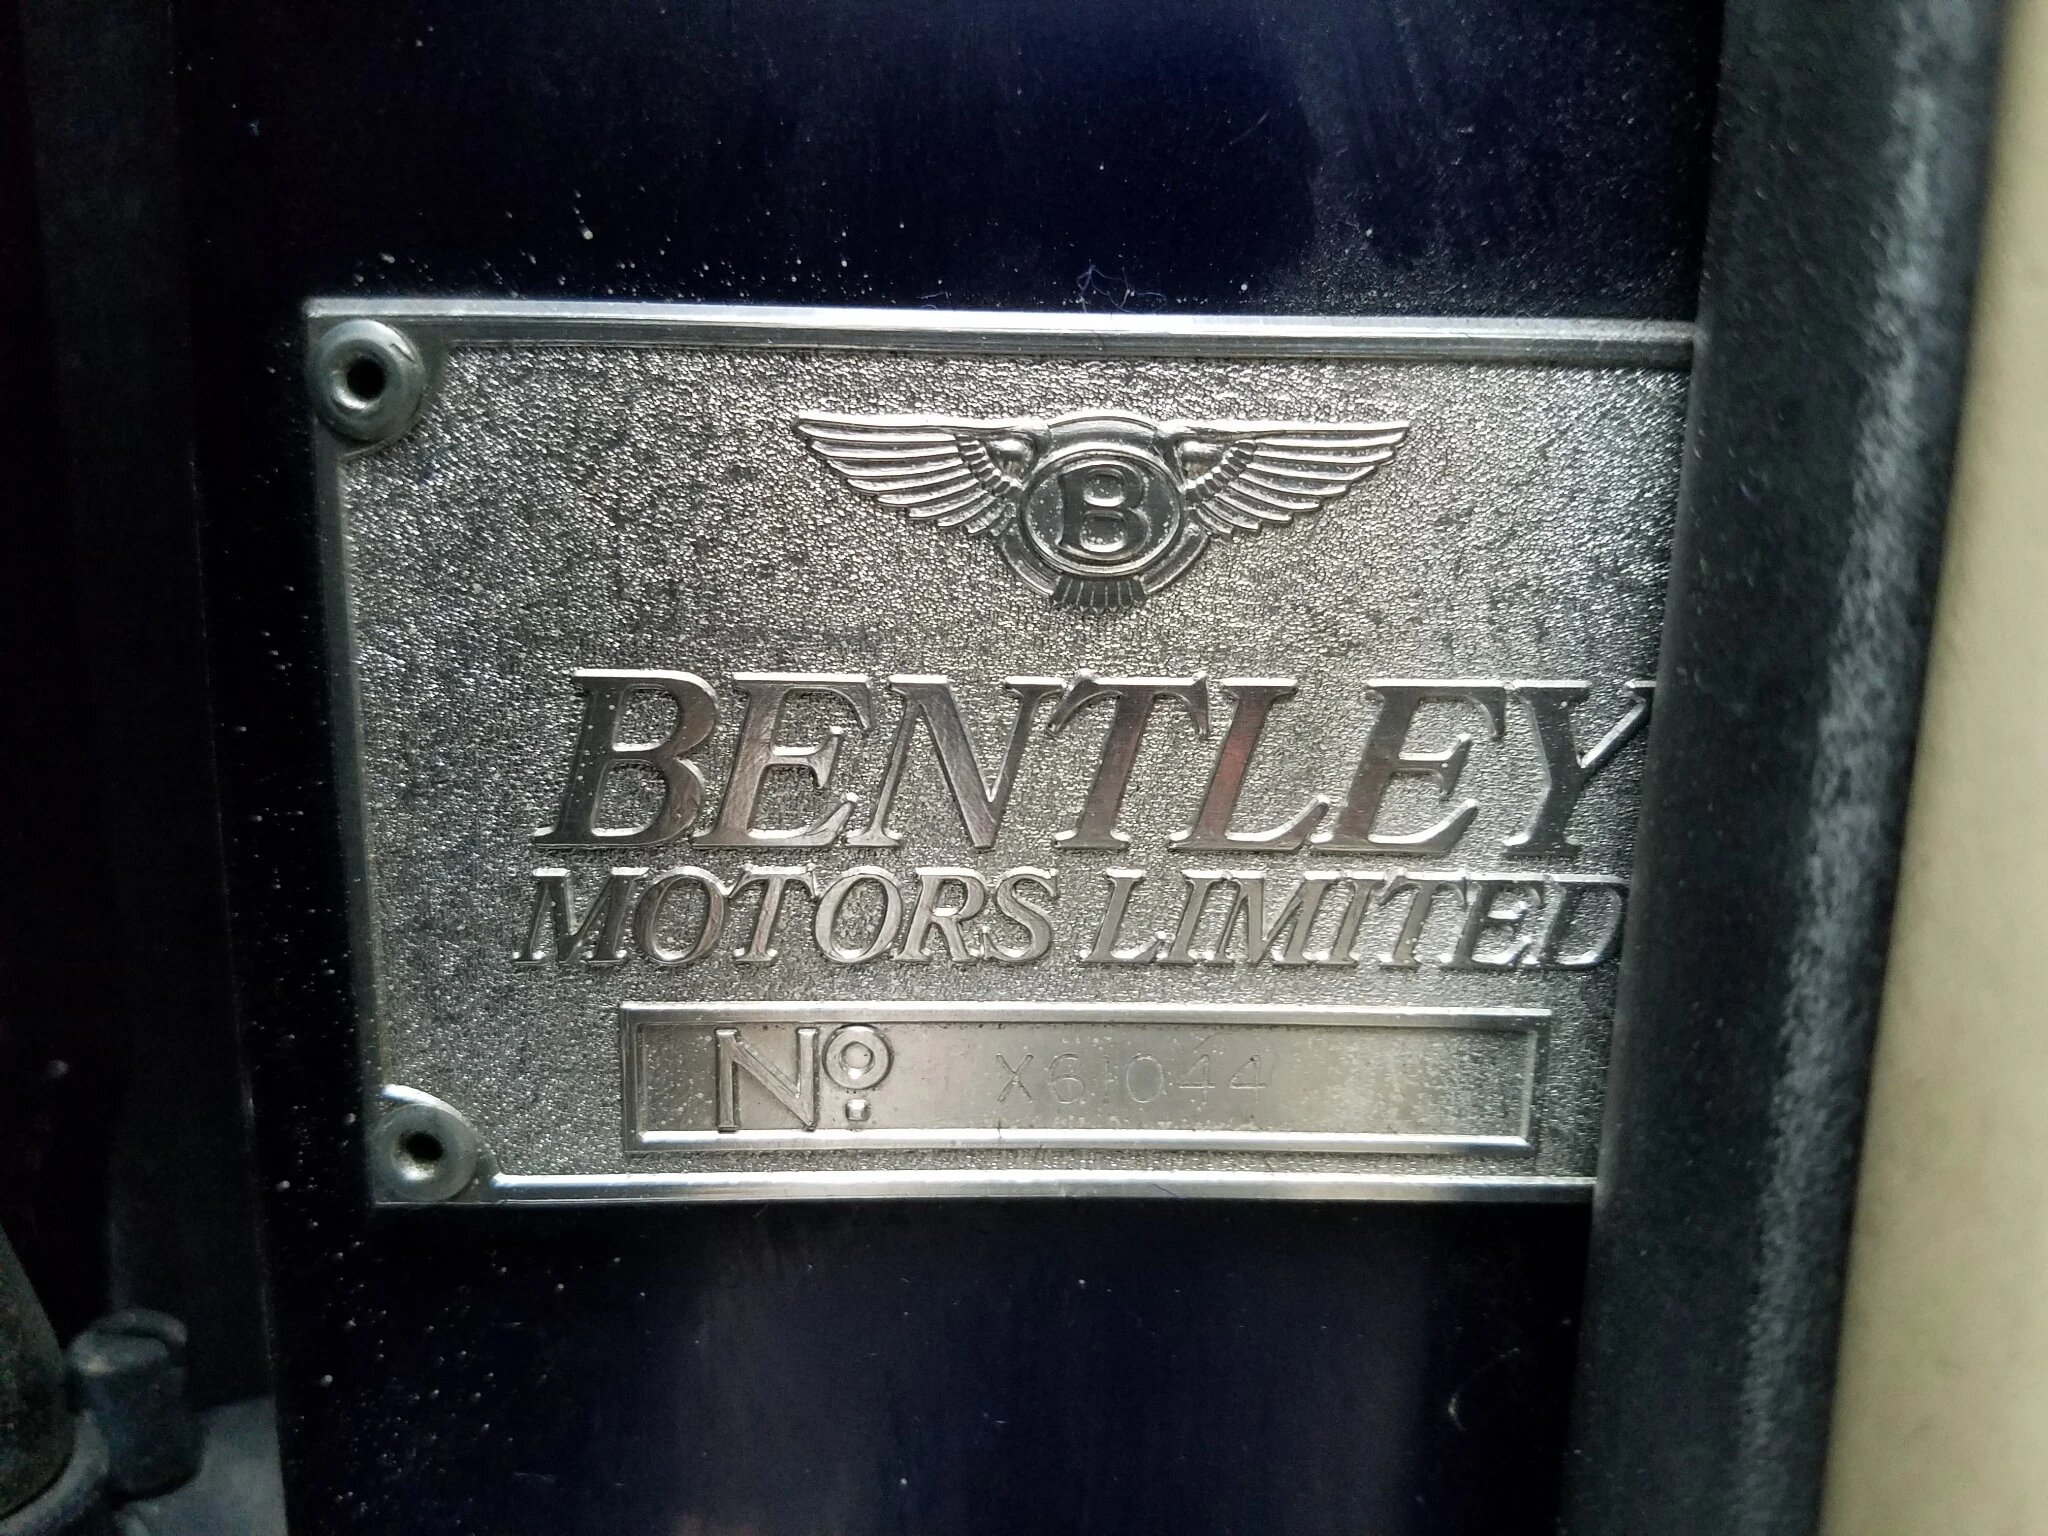 B
BENTLEY
MOTORS LIMITED
Nº. X61044